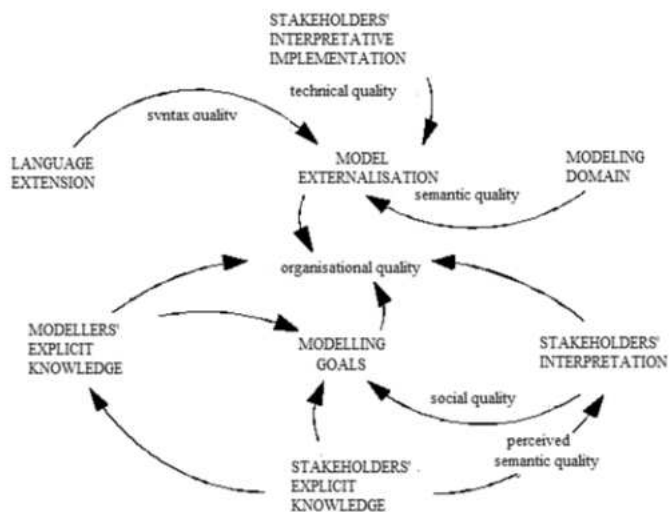 STAKEHOLDERS'
INTERPRETATIVE
IMPLEMENTATION
technical quality
syntax quality
LANGUAGE
EXTENSION
MODEL
EXTERNALISATION
MODELING
DOMAIN
semantic quality
organisational quality
MODELLERS'
EXPLICIT
KNOWLEDGE
MODELLING
GOALS
STAKEHOLDERS'
INTERPRETATION
social quality
perceived
semantic quality
STAKEHOLDERS'
EXPLICIT
KNOWLEDGE